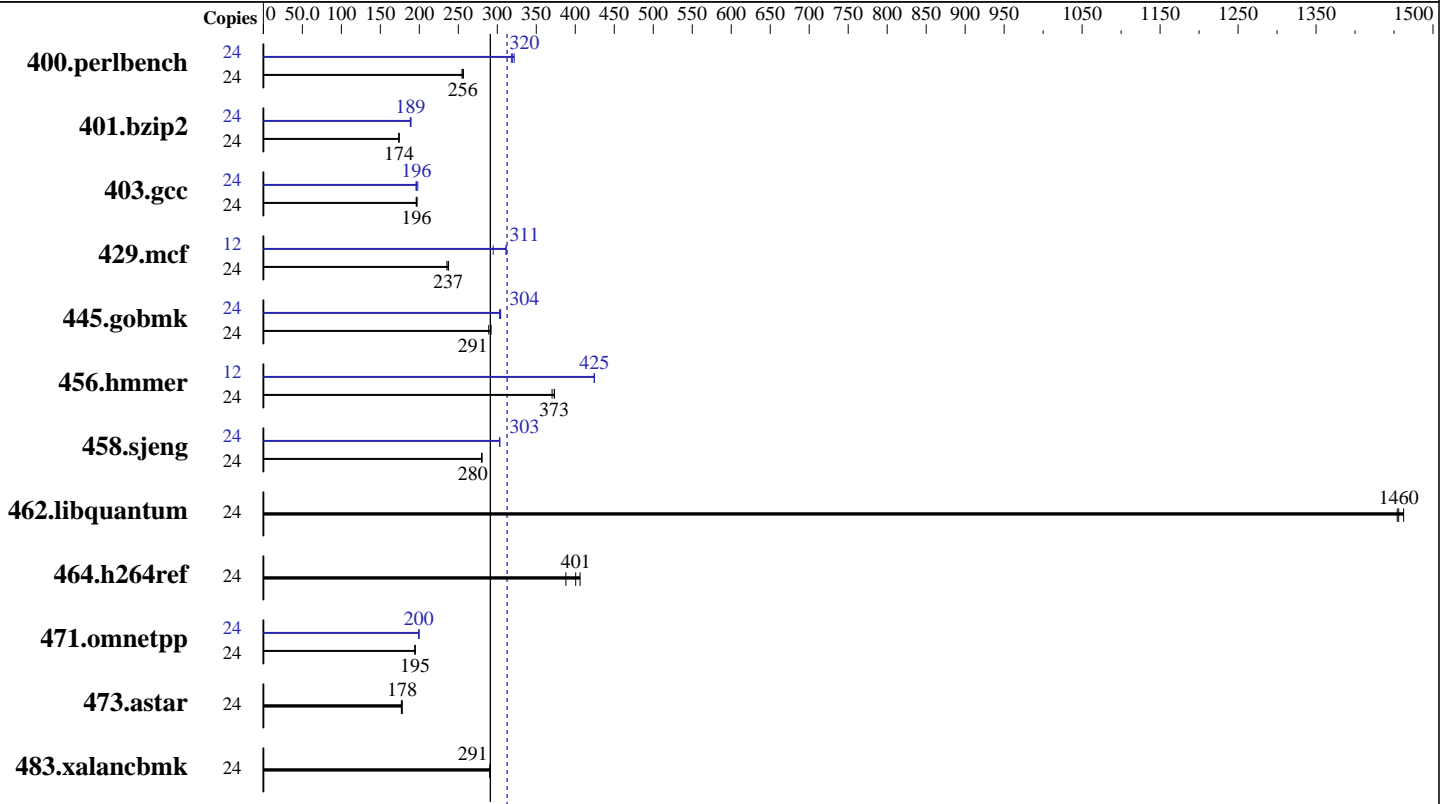 Copies 0 50.0 100 150 200 250 300 350 400 450 500 550 600 650 700 750 800 850 900 950 1050 1150 1250 1350 1500
400.perlbench 24 320
24 256
401.bzip2 24 189
24 174
403.gcc 24 196
24 196
429.mcf 12 311
24 237
445.gobmk 24 304
24 291
456.hmmer 12 425
24 373
458.sjeng 24 303
24 280
462.libquantum 24 1460
464.h264ref 24 401
471.omnetpp 24 200
24 195
473.astar 24 178
483.xalancbmk 24 291